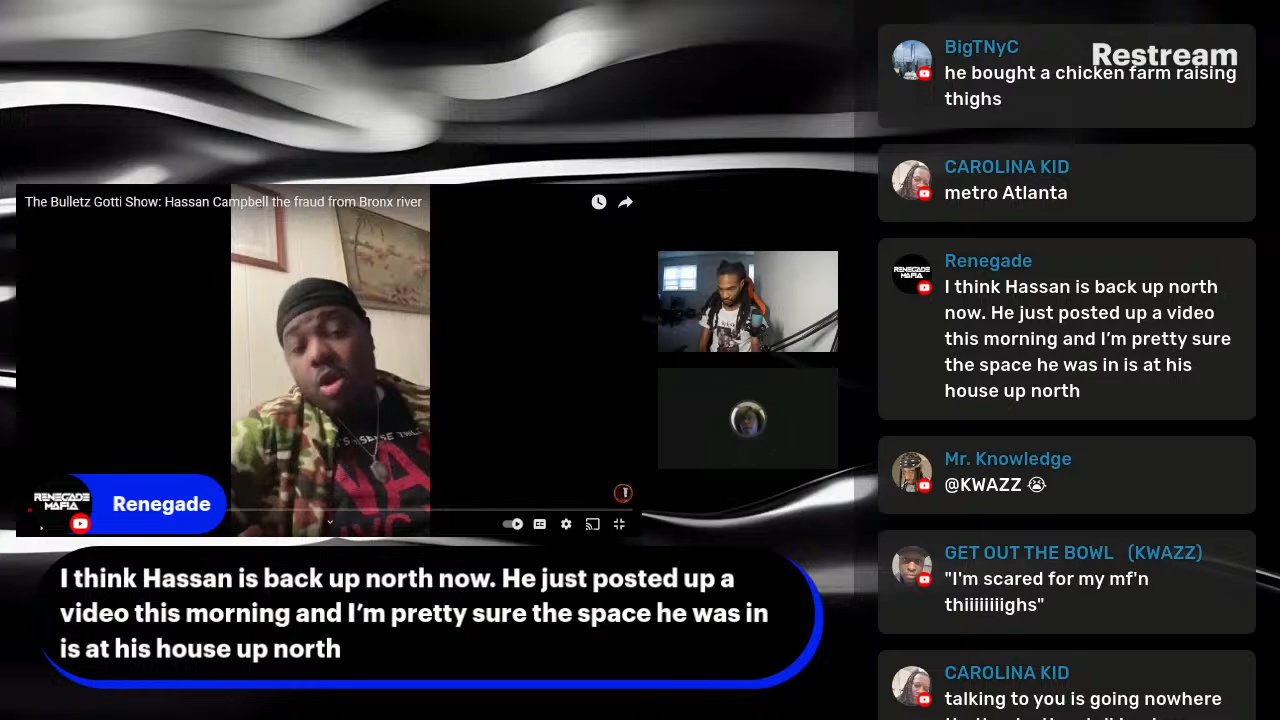 The Bulletz Gotti Show: Hassan Campbell the fraud from Bronx river
RENEGADE
MAFIA
Renegade
I think Hassan is back up north now. He just posted up a
video this morning and I'm pretty sure the space he was in
is at his house up north
Restream
BigTNyC
he bought a chicken farm raising
thighs
CAROLINA KID
metro Atlanta
RENEGADE
MAFIA
Renegade
I think Hassan is back up north
now. He just posted up a video
this morning and I'm pretty sure
the space he was in is at his
house up north
Mr. Knowledge
@KWAZZ 😭
GET OUT THE BOWL (KWAZZ)
"I'm scared for my mf'n
thiiiiiiighs"
CAROLINA KID
talking to you is going nowhere